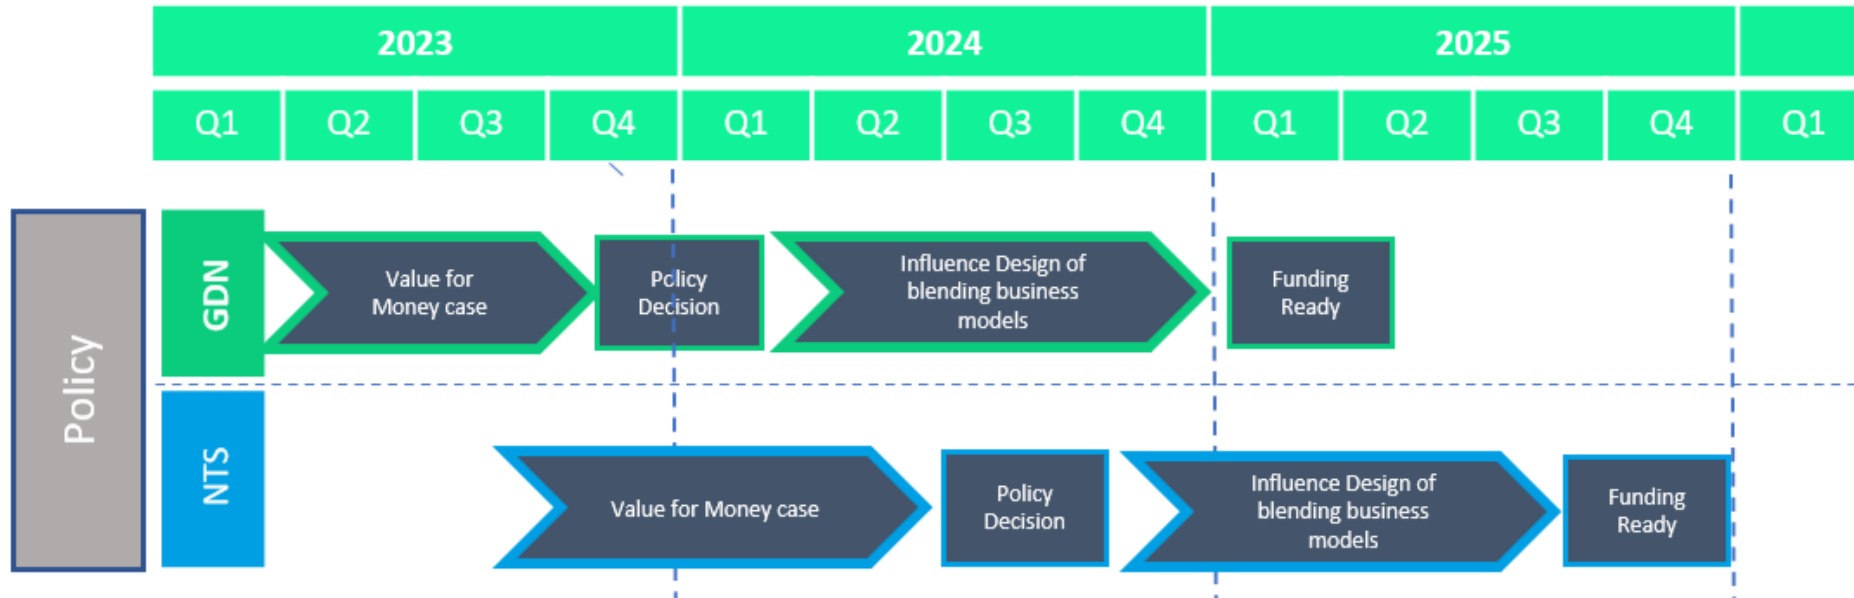 2023 2024 2025
Q1 Q2 Q3 Q4 Q1 Q2 Q3 Q4 Q1 Q2 Q3 Q4 Q1
Policy
GDN
Value for
Money case
Policy
Decision
Influence Design of
blending business
models
Funding
Ready
NTS
Value for Money case
Policy
Decision
Influence Design of
blending business
models
Funding
Ready